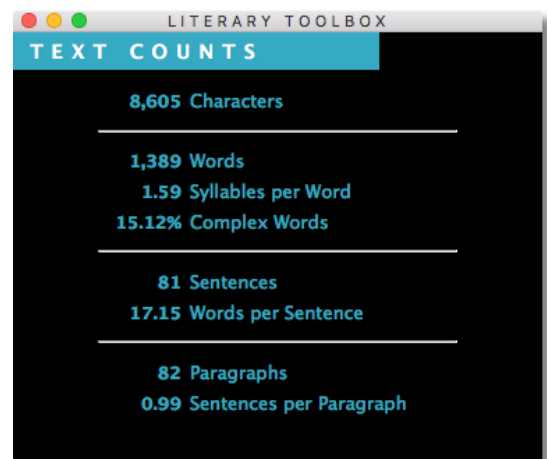 LITERARY TOOLBOX
TEXT COUNTS
8,605 Characters
1,389 Words
1.59 Syllables per Word
15.12% Complex Words
81 Sentences
17.15 Words per Sentence
82 Paragraphs
0.99 Sentences per Paragraph